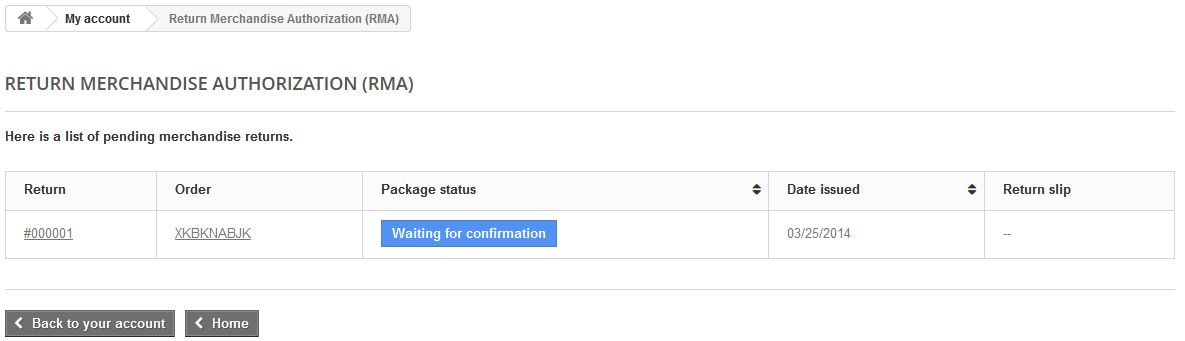 My account Return Merchandise Authorization (RMA)
RETURN MERCHANDISE AUTHORIZATION (RMA)
Here is a list of pending merchandise returns.
Return Order Package status Date issued Return slip
#000001 XKBKNABJK Waiting for confirmation 03/25/2014 --
Back to your account Home